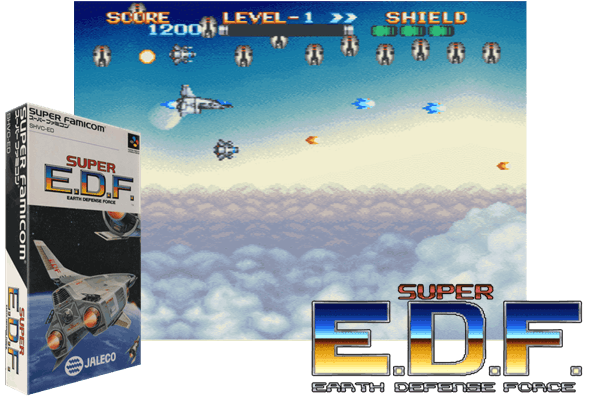 SCORE LEVEL-1 >> SHIELD
1200
SUPER FAMICOM
スーパーファミコン
SHVC-ED
SUPER
E.D.F.
EARTH DEFENSE FORCE
JALECO
SUPER FAMICOM
SUPER
E.D.F.
SUPER
E.D.F.
EARTH DEFENSE FORCE